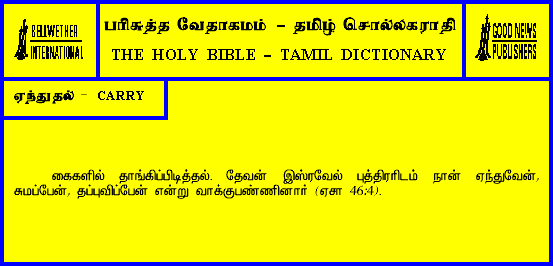 BELLWETHER
INTERNATIONAL
பரிசுத்த வேதாகமம் - தமிழ் சொல்லகராதி
THE HOLY BIBLE - TAMIL DICTIONARY
GOOD NEWS
PUBLISHERS
ஏந்துதல் - CARRY
கைகளில் தாங்கிப்பிடித்தல். தேவன் இஸ்ரவேல் புத்திரரிடம் நான் ஏந்துவேன்,
சுமப்பேன், தப்புவிப்பேன் என்று வாக்குபண்ணினார் (ஏசா 46:4).